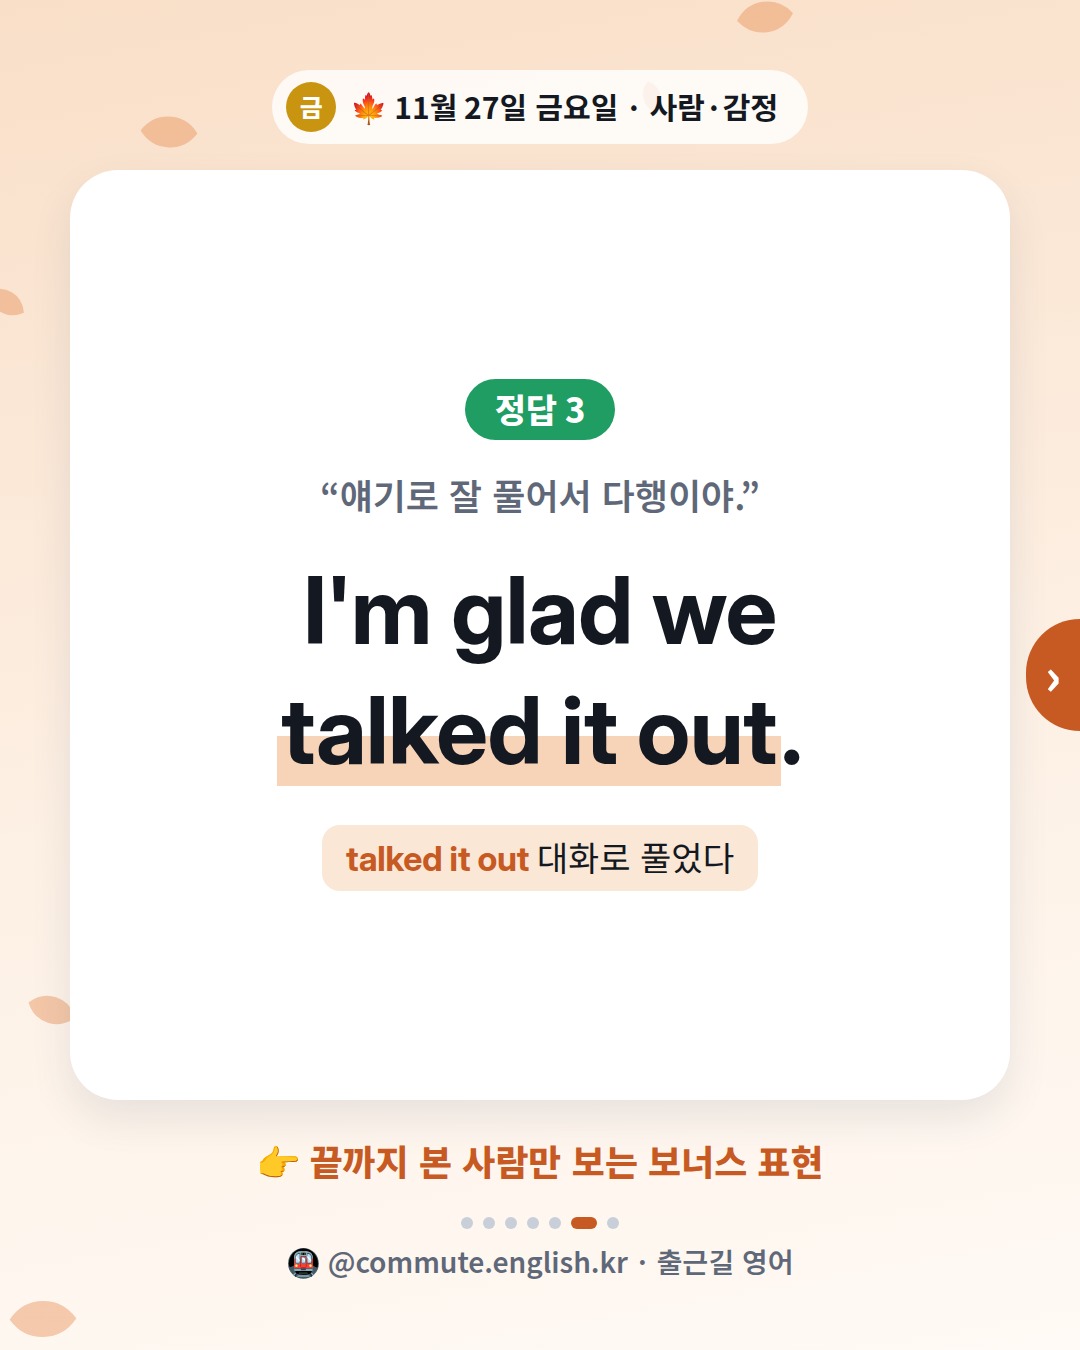 금 🍁 11월 27일 금요일 · 사람·감정
정답 3
“얘기로 잘 풀어서 다행이야.”
I'm glad we
talked it out.
talked it out 대화로 풀었다
👉 끝까지 본 사람만 보는 보너스 표현
🚇 @commute.english.kr · 출근길 영어